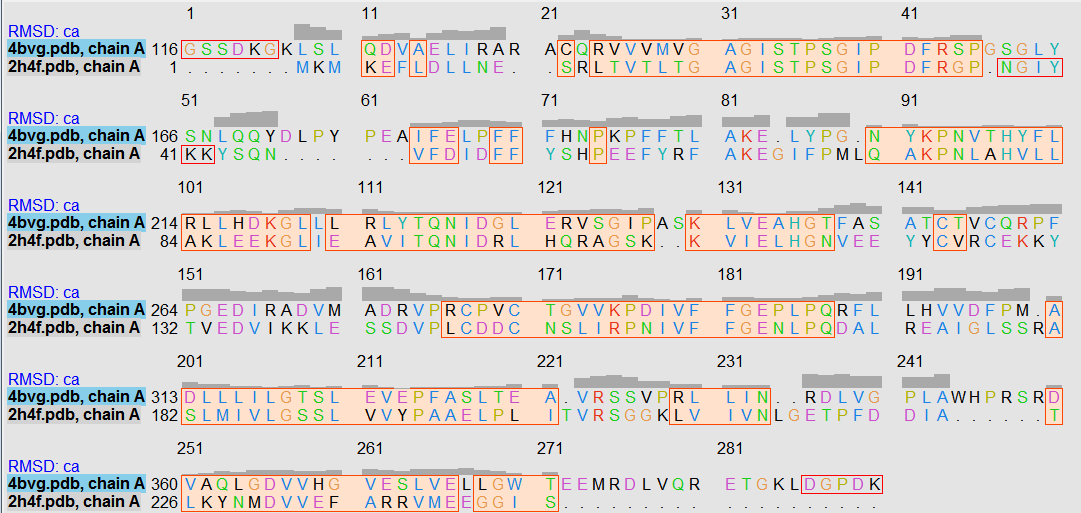 1 11 21 31 41
RMSD: ca
4bvg.pdb, chain A 116 GSSDKGKLSL QDVAELIRAR ACQRVVVMVG AGISTPSGIP DFRSPGSGLY
2h4f.pdb, chain A 1 .......MKM KEFLDLLNE. .SRLTVTLTG AGISTPSGIP DFRGP.NGIY
51 61 71 81 91
RMSD: ca
4bvg.pdb, chain A 166 SNLQQYDLPY PEAIFELPFF FHNPKPFFTL AKE.LYPG.N YKPNVTHYFL
2h4f.pdb, chain A 41 KKYSQN.... ...VFDIDFF YSHPEEFYRF AKEGIFPMLQ AKPNLAHVLL
101 111 121 131 141
RMSD: ca
4bvg.pdb, chain A 214 RLLHDKGLLL RLYTQNIDGL ERVSGIPASK LVEAHGTFAS ATCTVCQRPF
2h4f.pdb, chain A 84 AKLEEKGLIE AVITQNIDRL HQRAGSK..K VIELHGNVEE YYCVRCEKKY
151 161 171 181 191
RMSD: ca
4bvg.pdb, chain A 264 PGEDIRADVM ADRVPRCPVC TGVVKPDIVF FGEPLPQRFL LHVVDFPM.A
2h4f.pdb, chain A 132 TVEDVIKKLE SSDVPLCDDC NSLIRPNIVF FGENLPQDAL REAIGLSSRA
201 211 221 231 241
RMSD: ca
4bvg.pdb, chain A 313 DLLLILGTSL EVEPFASLTE A.VRSSVPRL LIN..RDLVG PLAWHPRSRD
2h4f.pdb, chain A 182 SLMIVLGSSL VVYPAAELPL ITVRSGGKLV IVNLGETPFD DIA......T
251 261 271 281
RMSD: ca
4bvg.pdb, chain A 360 VAQLGDVVHG VESLVELLGW TEEMRDLVQR ETGKLDGPDK
2h4f.pdb, chain A 226 LKYNMDVVEF ARRVMEEGGI S......... ..........